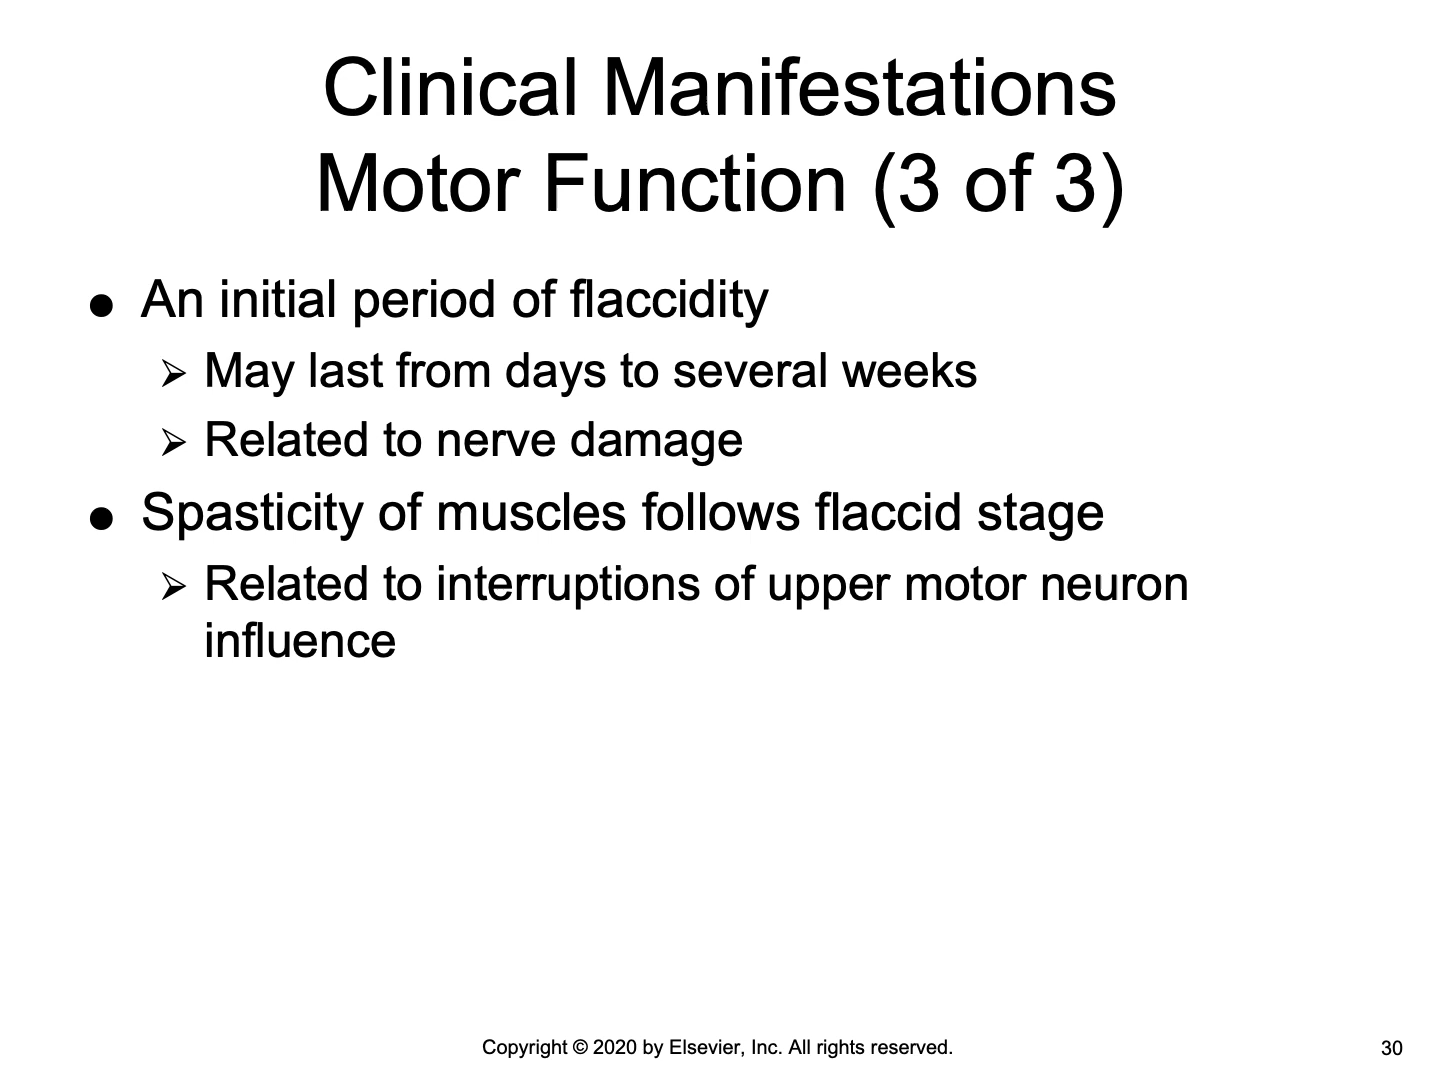 Clinical Manifestations
Motor Function (3 of 3)
● An initial period of flaccidity
➢ May last from days to several weeks
➢ Related to nerve damage
● Spasticity of muscles follows flaccid stage
➢ Related to interruptions of upper motor neuron
influence
Copyright © 2020 by Elsevier, Inc. All rights reserved.
30